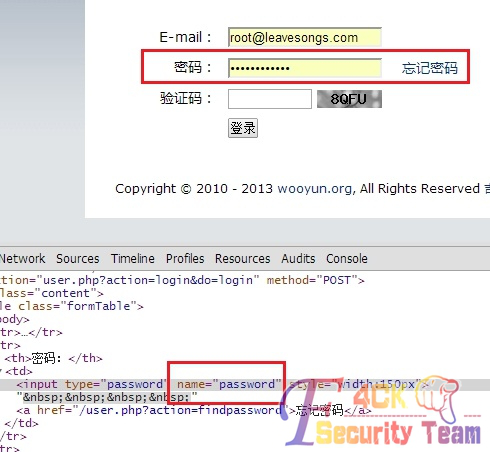 E-mail： root@leavesongs.com
密码： •••••••••••• 忘记密码
验证码： 8QFU
登录
Copyright © 2010 - 2013 wooyun.org, All Rights Reserved
Network Sources Timeline Profiles Resources Audits Console
ction="user.php?action=login&do=login" method="POST">
lass="content">
le class="formTable">
body>
tr>…</tr>
tr>
<th>密码：</th>
<td>
<input type="password" name="password" style="width:150px">
"&nbsp;&nbsp;&nbsp;&nbsp;"
<a href="/user.php?action=findpassword">忘记密码</a>
</td>
T4CK
Security Team